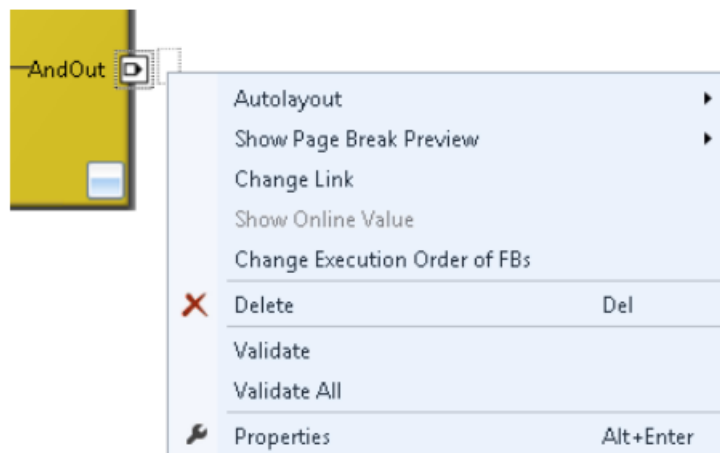 AndOut
Autolayout
Show Page Break Preview
Change Link
Show Online Value
Change Execution Order of FBs
Delete Del
Validate
Validate All
Properties Alt+Enter